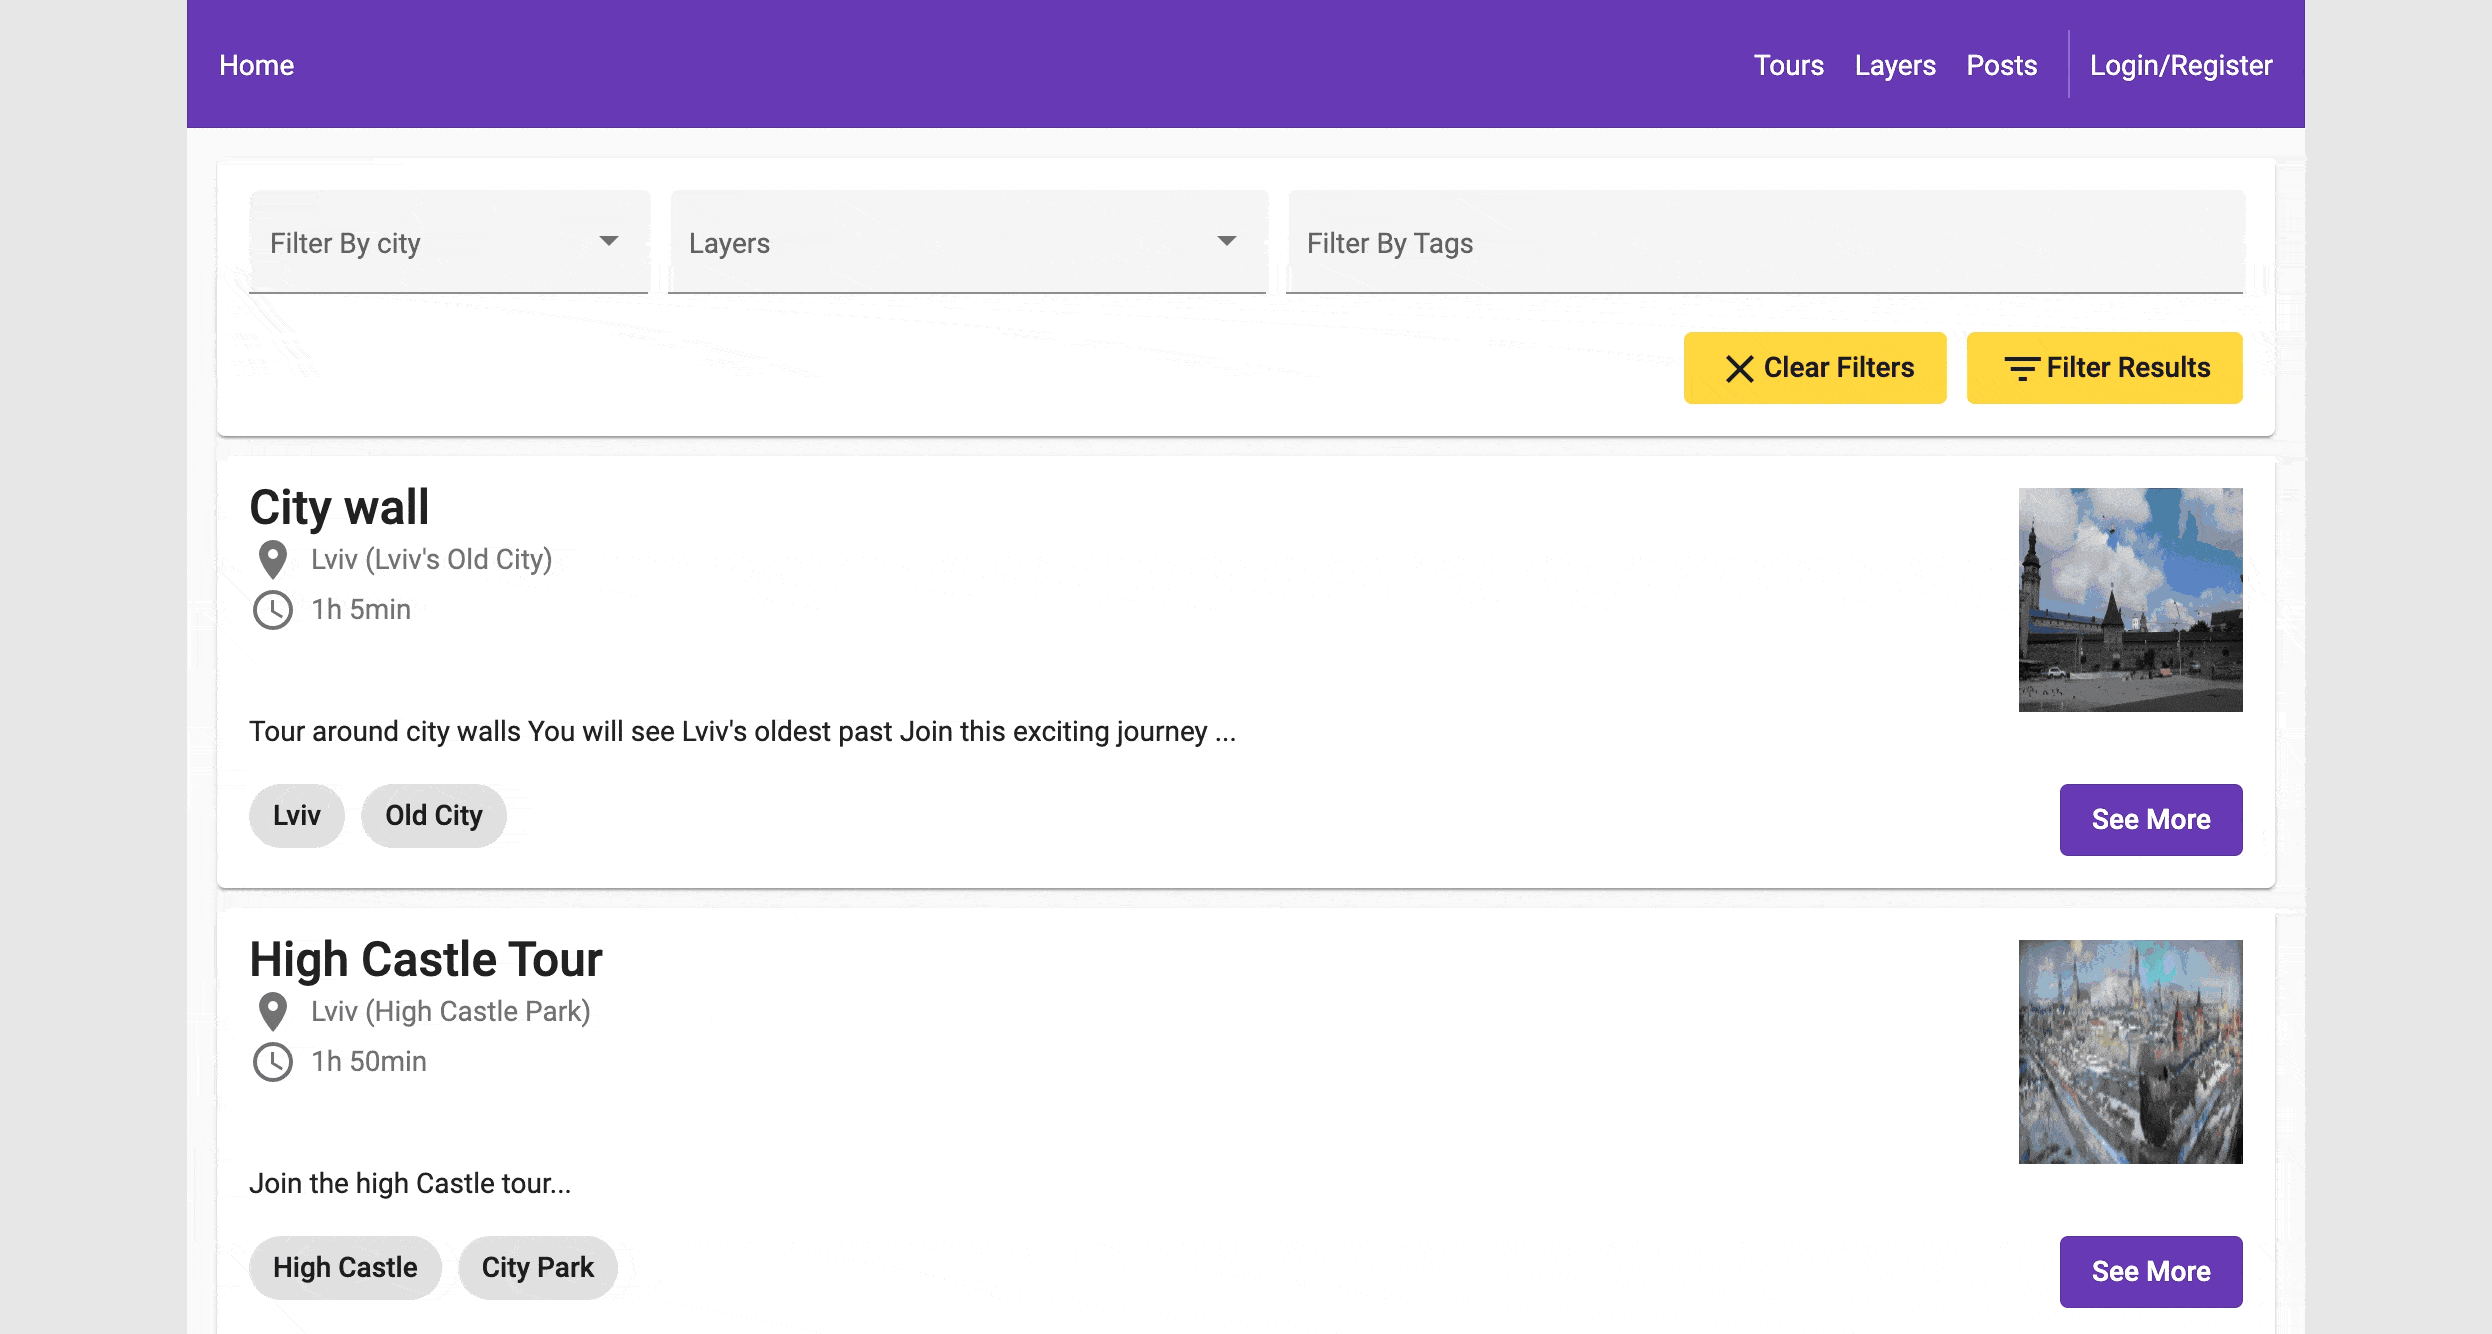 Home Tours Layers Posts Login/Register
Filter By city Layers Filter By Tags
Clear Filters Filter Results
City wall
Lviv (Lviv's Old City)
1h 5min
Tour around city walls You will see Lviv's oldest past Join this exciting journey ...
Lviv Old City See More
High Castle Tour
Lviv (High Castle Park)
1h 50min
Join the high Castle tour...
High Castle City Park See More